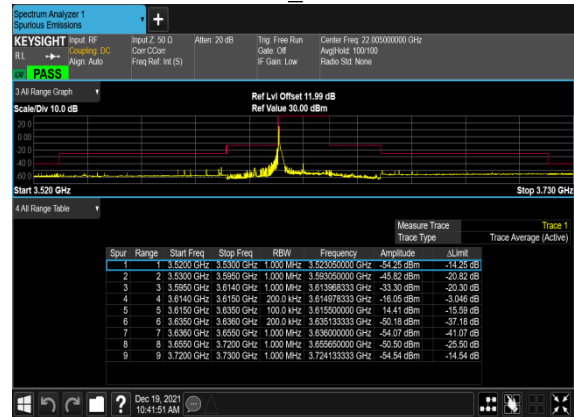 Spectrum Analyzer 1
Spurious Emissions
+
KEYSIGHT Input: RF
R L Coupling: DC
Align: Auto
Input Z: 50 Ω
Corr CCorr
Freq Ref: Int (S)
Atten: 20 dB
Trig: Free Run
Gate: Off
IF Gain: Low
Center Freq: 22.005000000 GHz
Avg|Hold: 100/100
Radio Std: None
PASS
3 All Range Graph
Scale/Div 10.0 dB
Ref Lvl Offset 11.99 dB
Ref Value 30.00 dBm
20.0
0.00
-20.0
-40.0
-60.0
Start 3.520 GHz Stop 3.730 GHz
4 All Range Table
Measure Trace Trace 1
Trace Type Trace Average (Active)
Spur Range Start Freq Stop Freq RBW Frequency Amplitude ΔLimit
1 1 3.5200 GHz 3.5300 GHz 1.000 MHz 3.523050000 GHz -54.25 dBm -14.25 dB
2 2 3.5300 GHz 3.5950 GHz 1.000 MHz 3.593050000 GHz -45.82 dBm -20.82 dB
3 3 3.5950 GHz 3.6140 GHz 1.000 MHz 3.613968333 GHz -33.30 dBm -20.30 dB
4 4 3.6140 GHz 3.6150 GHz 200.0 kHz 3.614978333 GHz -16.05 dBm -3.046 dB
5 5 3.6150 GHz 3.6350 GHz 100.0 kHz 3.615500000 GHz 14.41 dBm -15.59 dB
6 6 3.6350 GHz 3.6360 GHz 200.0 kHz 3.635133333 GHz -50.18 dBm -37.18 dB
7 7 3.6360 GHz 3.6550 GHz 1.000 MHz 3.636000000 GHz -54.07 dBm -41.07 dB
8 8 3.6550 GHz 3.7200 GHz 1.000 MHz 3.655650000 GHz -50.50 dBm -25.50 dB
9 9 3.7200 GHz 3.7300 GHz 1.000 MHz 3.724133333 GHz -54.54 dBm -14.54 dB
? Dec 19, 2021
10:41:51 AM